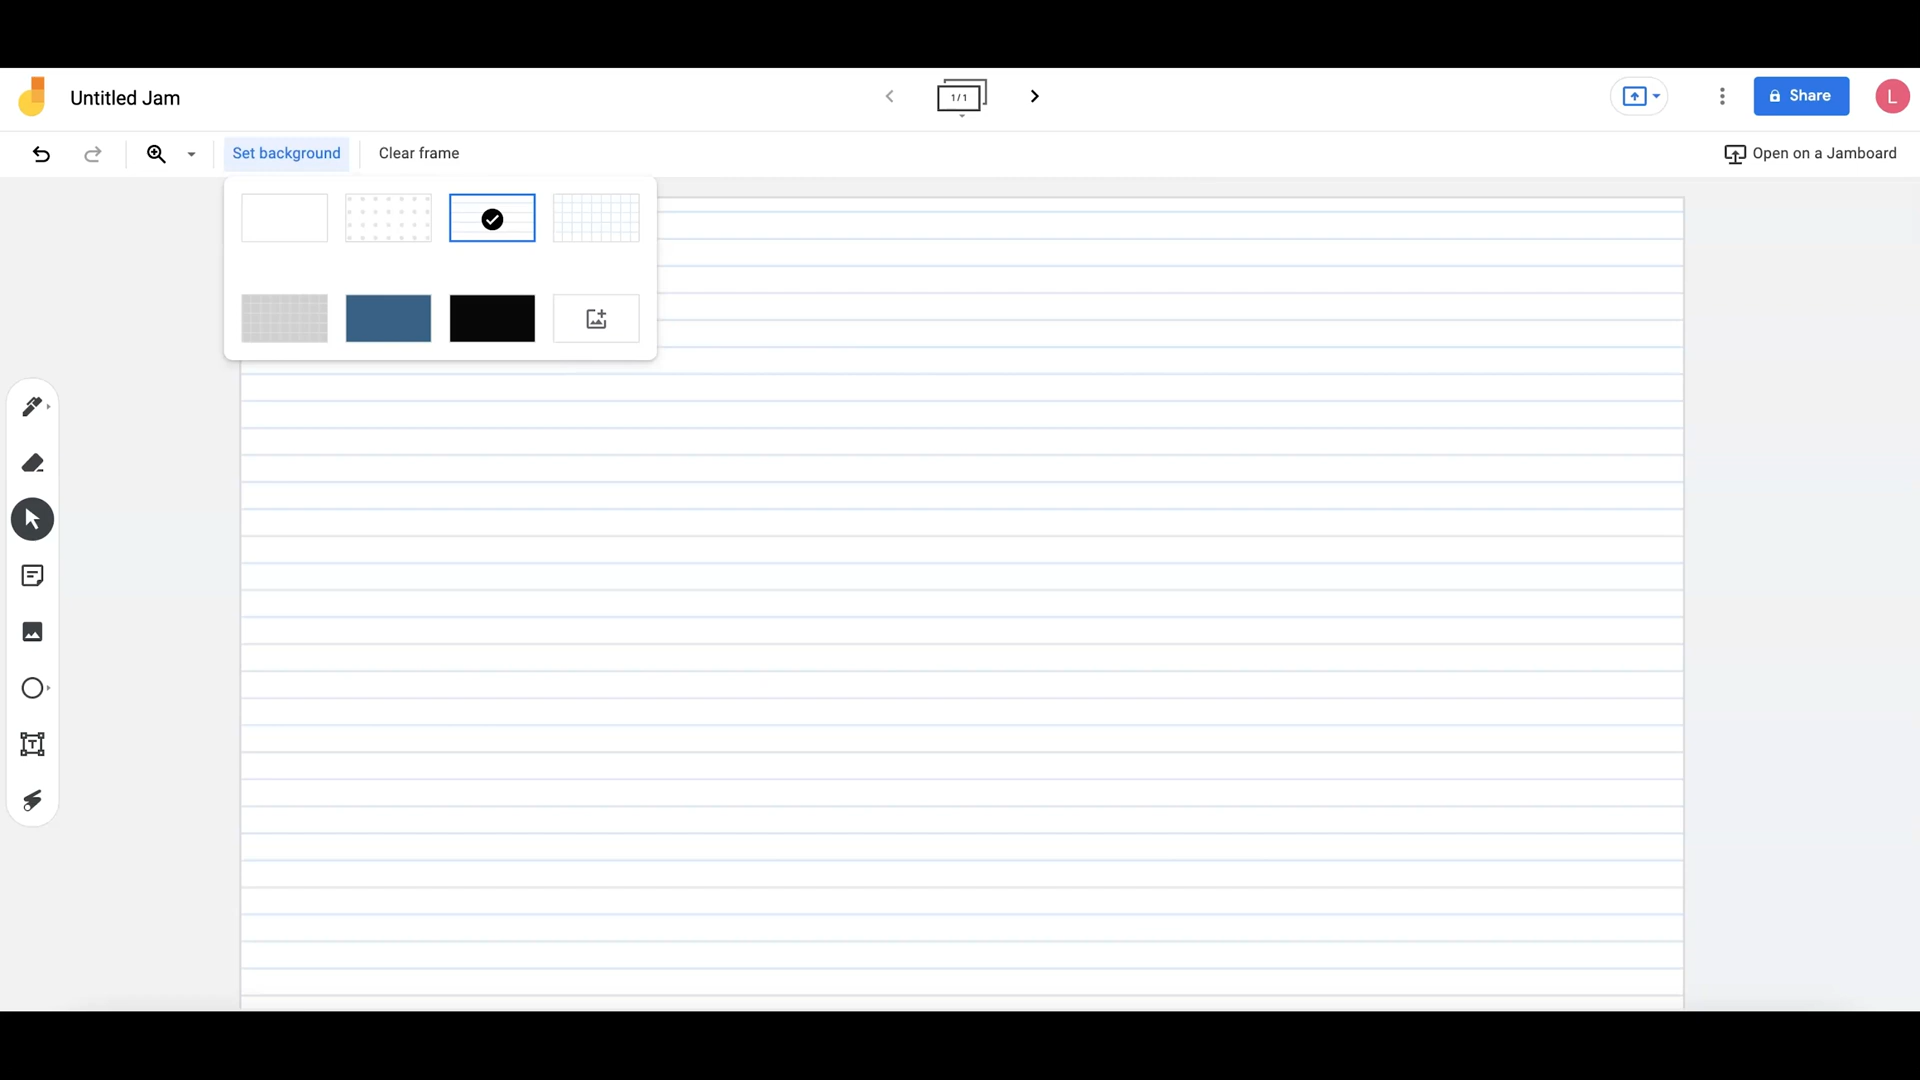 Untitled Jam
1/1
Share
L
Set background
Clear frame
Open on a Jamboard
T